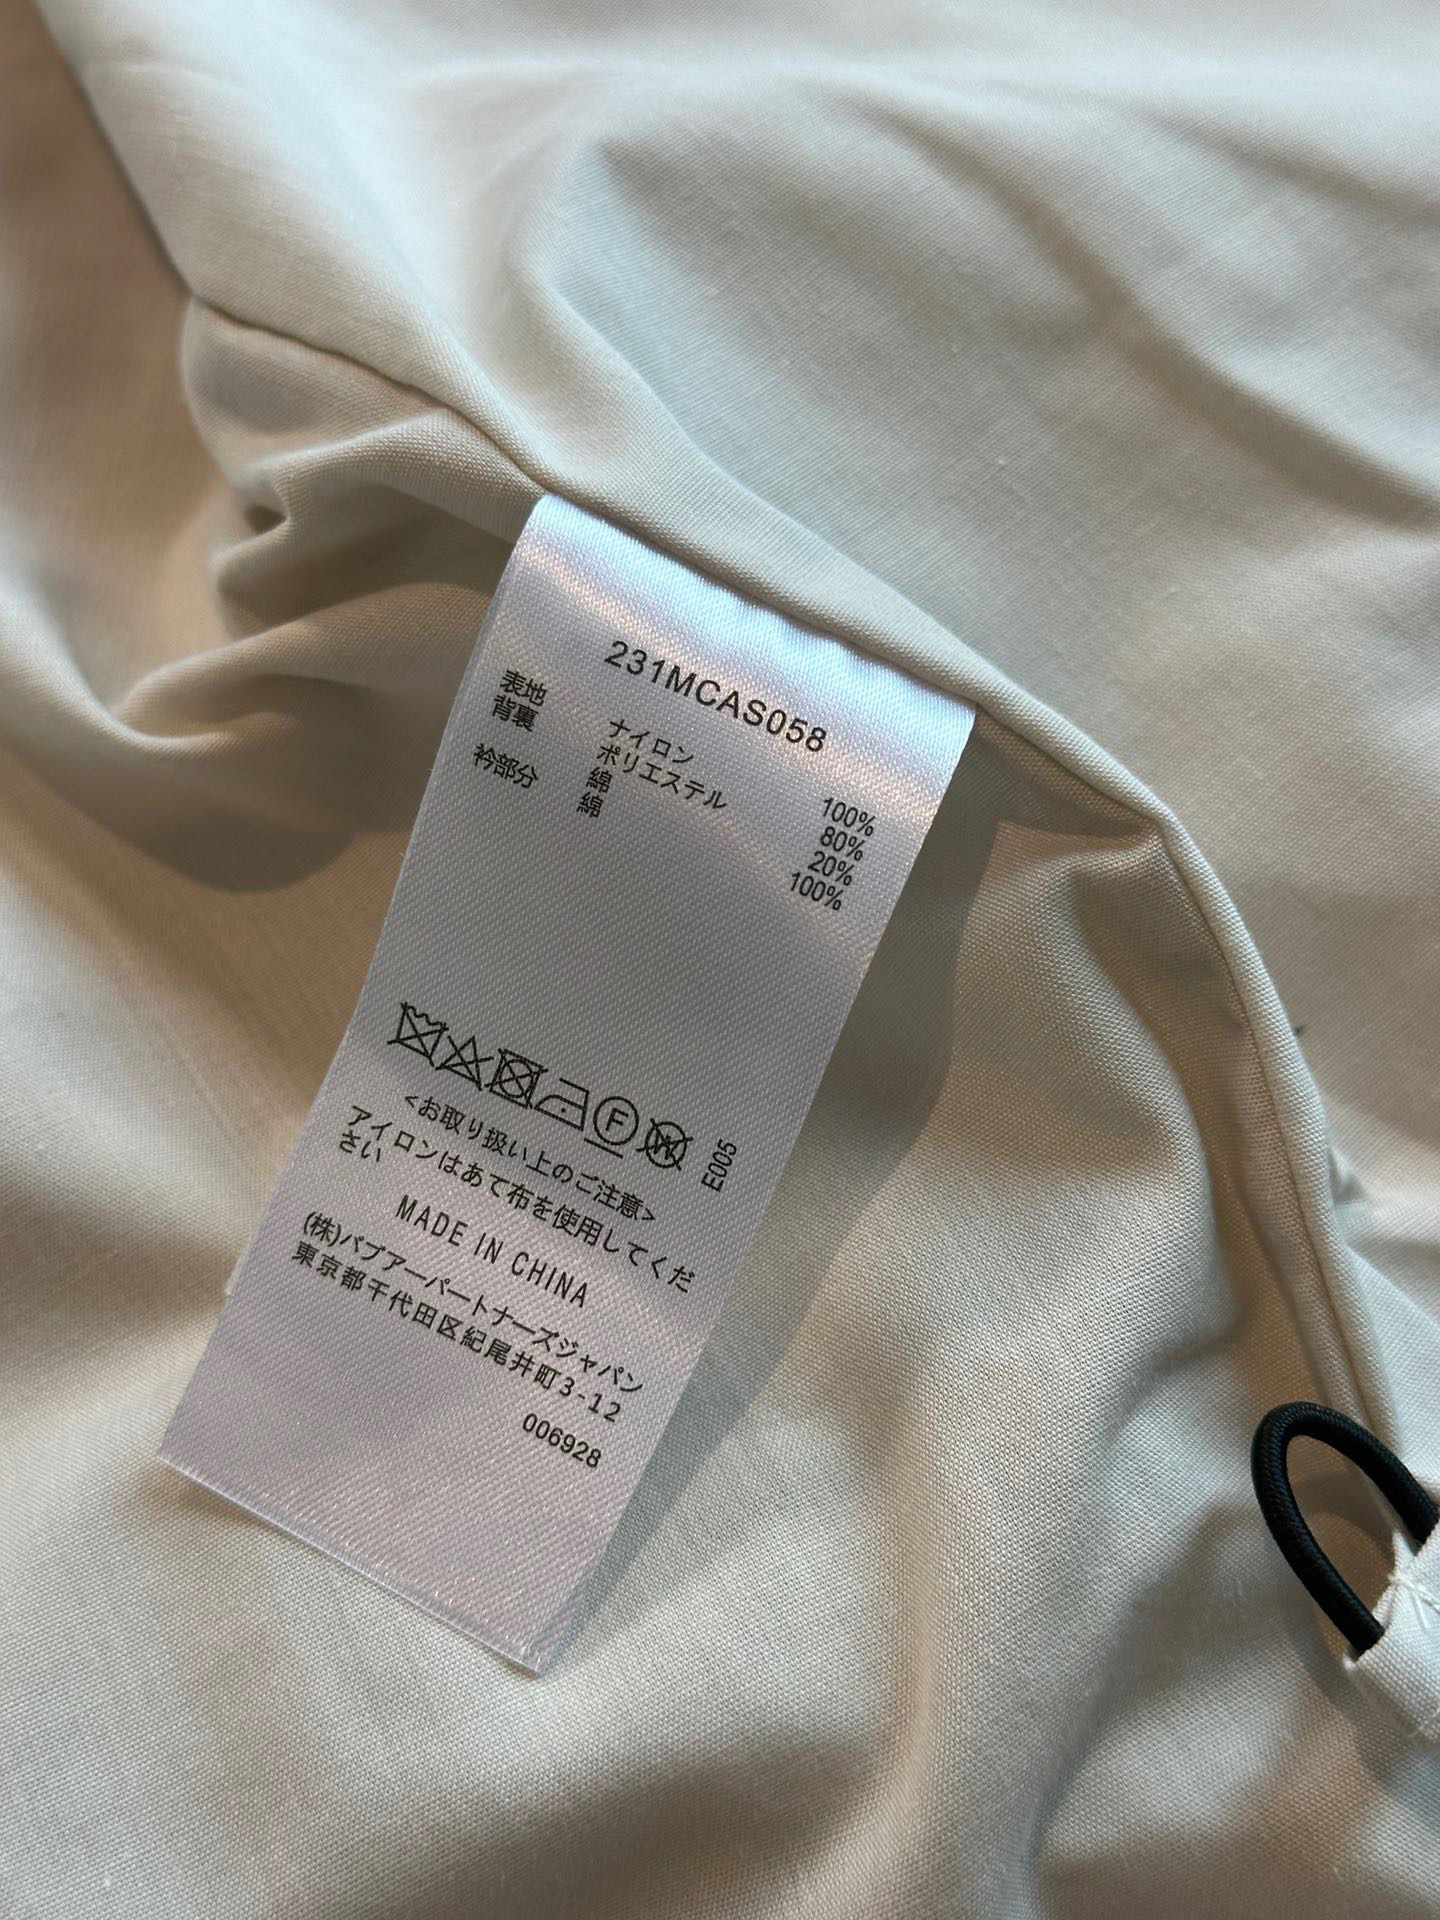 231MCAS058
表地 ナイロン 100%
背裏 ポリエステル 80%
綿 20%
衿部分 綿 100%
F W E005
<お取り扱い上のご注意>
アイロンはあて布を使用してくだ
さい
MADE IN CHINA
(株)バブアーパートナーズジャパン
東京都千代田区紀尾井町3-12
006928